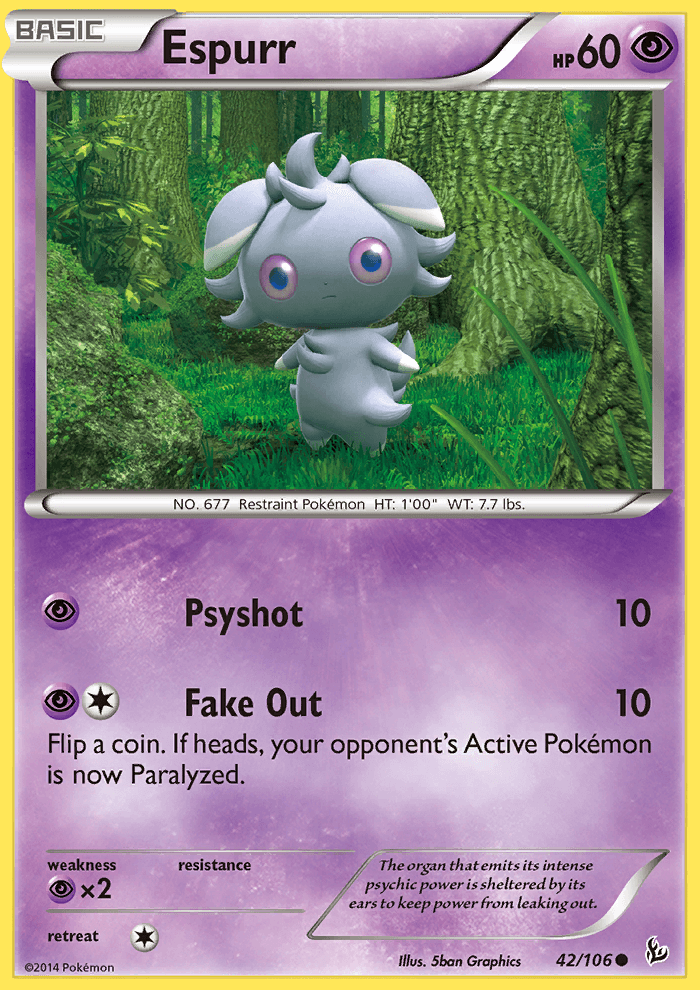 BASIC
Espurr
HP60
NO. 677 Restraint Pokémon HT: 1'00" WT: 7.7 lbs.
Psyshot 10
Fake Out 10
Flip a coin. If heads, your opponent's Active Pokémon
is now Paralyzed.
weakness resistance
×2
The organ that emits its intense
psychic power is sheltered by its
ears to keep power from leaking out.
retreat
©2014 Pokémon
Illus. 5ban Graphics
42/106